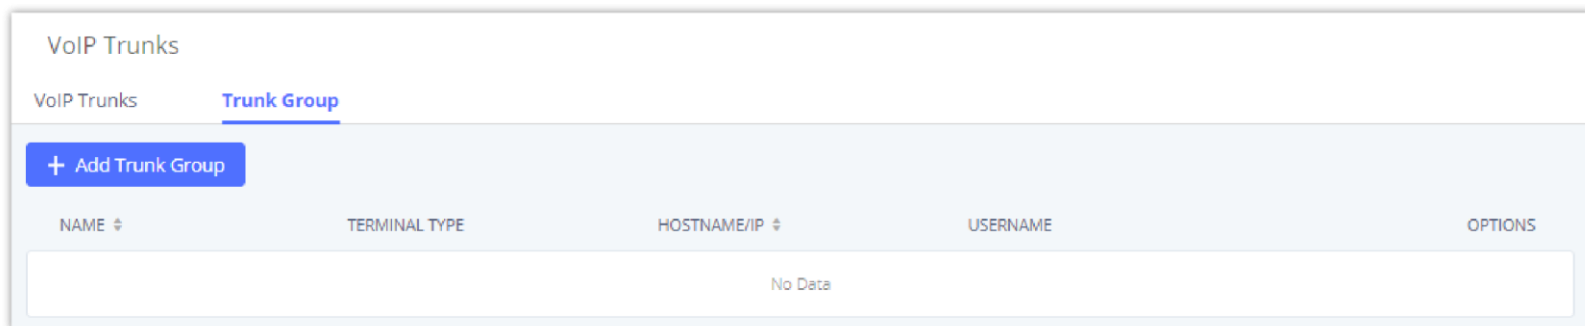 VoIP Trunks
VoIP Trunks Trunk Group
+ Add Trunk Group
NAME TERMINAL TYPE HOSTNAME/IP USERNAME OPTIONS
No Data